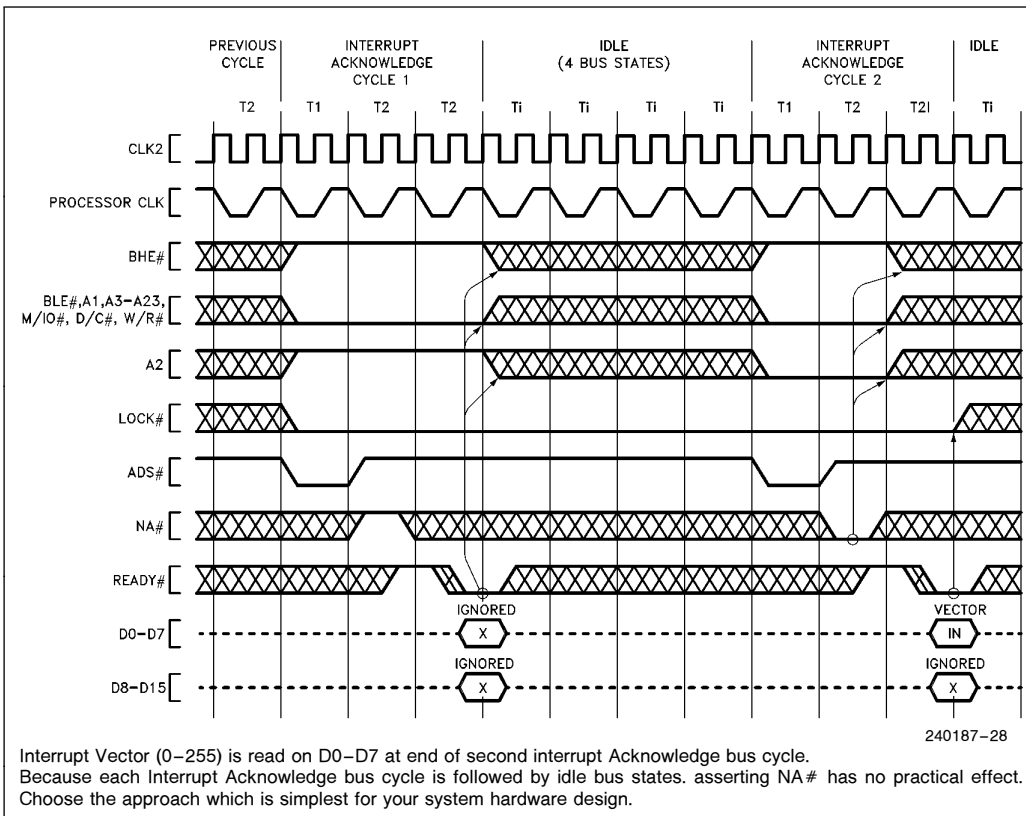 PREVIOUS CYCLE
INTERRUPT ACKNOWLEDGE CYCLE 1
IDLE (4 BUS STATES)
INTERRUPT ACKNOWLEDGE CYCLE 2
IDLE
T2 T1 T2 T2 Ti Ti Ti Ti T1 T2 T2I Ti
CLK2
PROCESSOR CLK
BHE#
BLE#,A1,A3–A23,
M/IO#, D/C#, W/R#
A2
LOCK#
ADS#
NA#
READY#
IGNORED VECTOR
D0–D7 X IN
IGNORED IGNORED
D8–D15 X X
240187–28
Interrupt Vector (0–255) is read on D0–D7 at end of second interrupt Acknowledge bus cycle.
Because each Interrupt Acknowledge bus cycle is followed by idle bus states. asserting NA# has no practical effect.
Choose the approach which is simplest for your system hardware design.